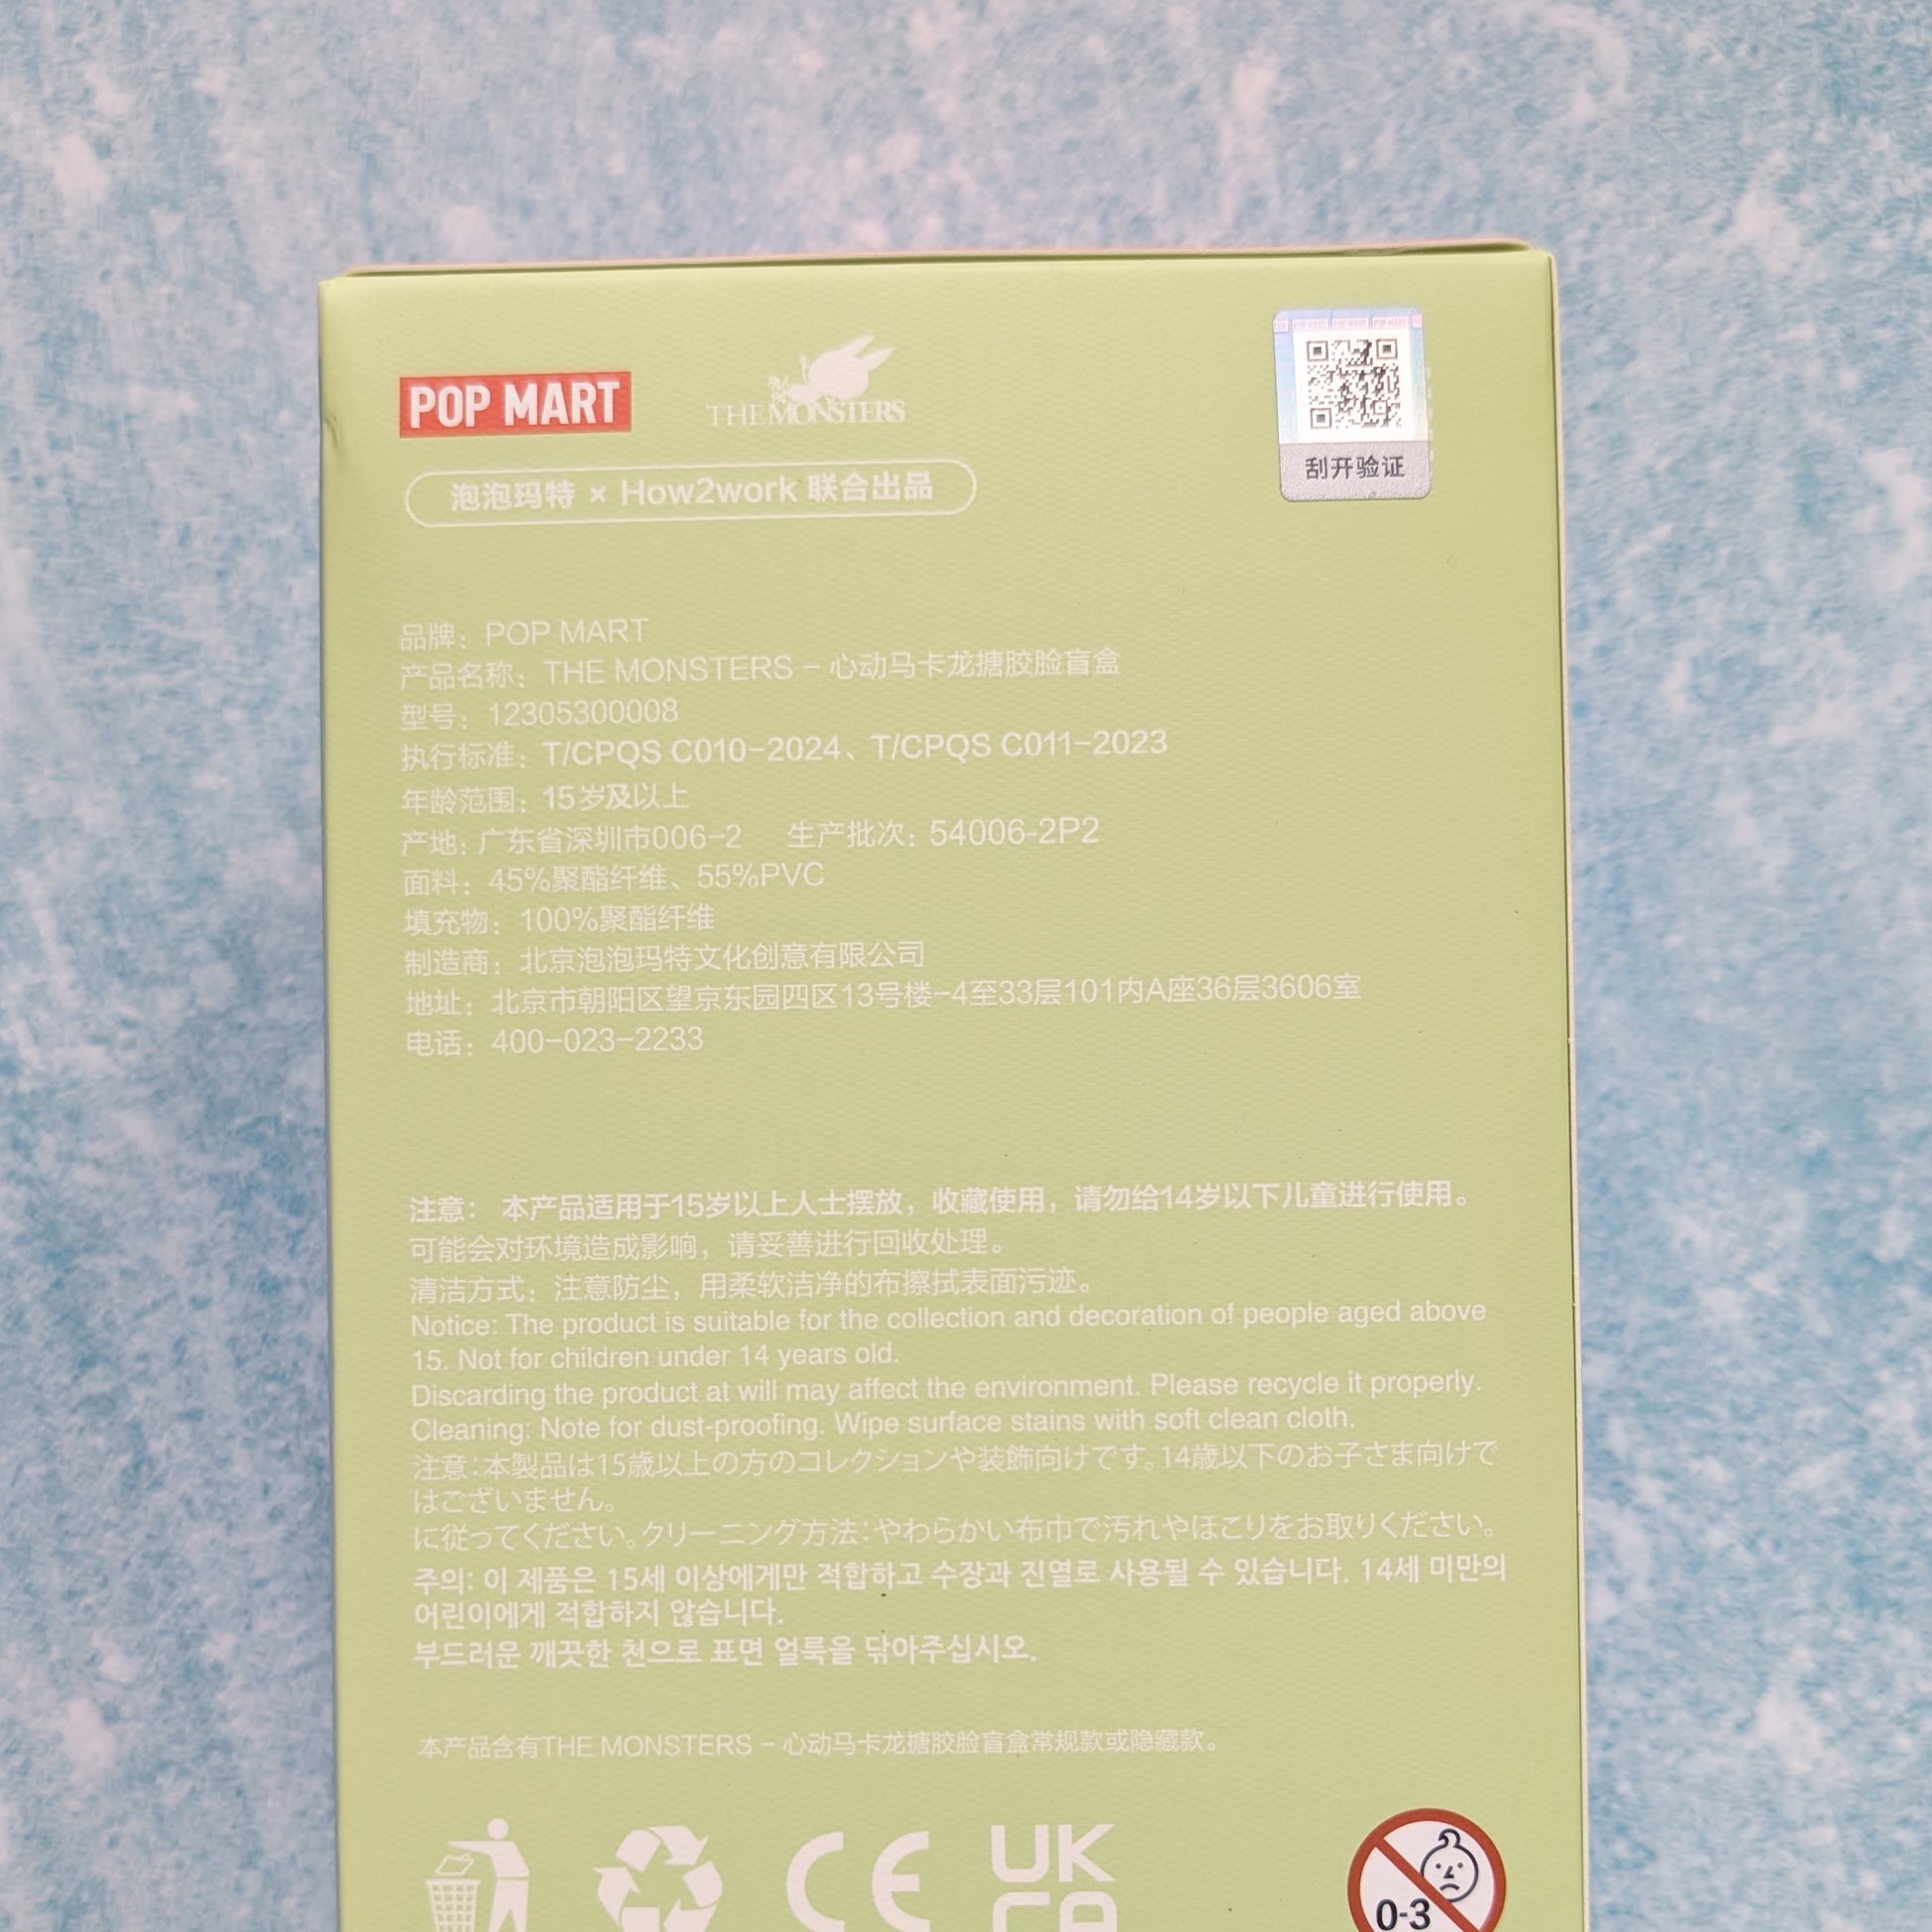 POP MART
THE MONSTERS
刮开验证
泡泡玛特 × How2work 联合出品
品牌：POP MART
产品名称：THE MONSTERS – 心动马卡龙搪胶脸盲盒
型号：12305300008
执行标准：T/CPQS C010-2024、T/CPQS C011-2023
年龄范围：15岁及以上
产地：广东省深圳市006-2 生产批次：54006-2P2
面料：45%聚酯纤维、55%PVC
填充物：100%聚酯纤维
制造商：北京泡泡玛特文化创意有限公司
地址：北京市朝阳区望京东园四区13号楼-4至33层101内A座36层3606室
电话：400-023-2233
注意： 本产品适用于15岁以上人士摆放，收藏使用，请勿给14岁以下儿童进行使用。
可能会对环境造成影响，请妥善进行回收处理。
清洁方式：注意防尘，用柔软洁净的布擦拭表面污迹。
Notice: The product is suitable for the collection and decoration of people aged above
15. Not for children under 14 years old.
Discarding the product at will may affect the environment. Please recycle it properly.
Cleaning: Note for dust-proofing. Wipe surface stains with soft clean cloth.
注意：本製品は15歳以上の方のコレクションや装飾向けです。14歳以下のお子さま向けで
はございません。
に従ってください。クリーニング方法：やわらかい布巾で汚れやほこりをお取りください。
주의: 이 제품은 15세 이상에게만 적합하고 수장과 진열로 사용될 수 있습니다. 14세 미만의
어린이에게 적합하지 않습니다.
부드러운 깨끗한 천으로 표면 얼룩을 닦아주십시오.
本产品含有THE MONSTERS – 心动马卡龙搪胶脸盲盒常规款或隐藏款。
CE
UK
CA
0-3